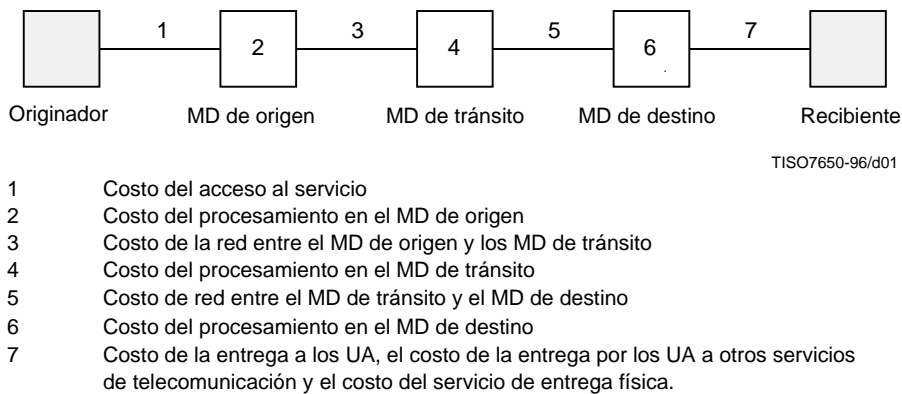 1 3 5 7
2 4 6
Originador MD de origen MD de tránsito MD de destino Recibiente
TISO7650-96/d01
1 Costo del acceso al servicio
2 Costo del procesamiento en el MD de origen
3 Costo de la red entre el MD de origen y los MD de tránsito
4 Costo del procesamiento en el MD de tránsito
5 Costo de red entre el MD de tránsito y el MD de destino
6 Costo del procesamiento en el MD de destino
7 Costo de la entrega a los UA, el costo de la entrega por los UA a otros servicios
de telecomunicación y el costo del servicio de entrega física.